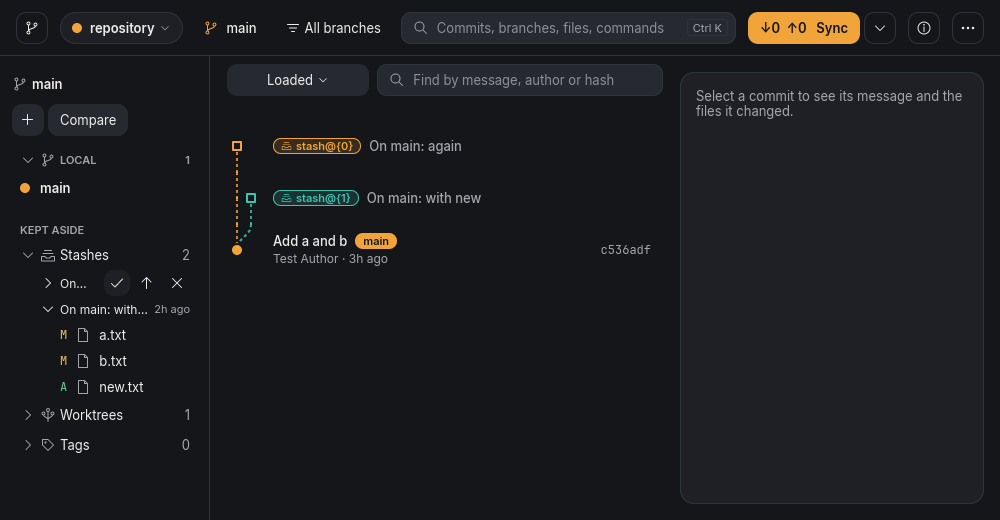 repository
main
All branches
Commits, branches, files, commands
Ctrl K
↓0 ↑0 Sync
main
Compare
LOCAL 1
main
KEPT ASIDE
Stashes 2
On...
On main: with... 2h ago
M a.txt
M b.txt
A new.txt
Worktrees 1
Tags 0
Loaded
Find by message, author or hash
stash@{0} On main: again
stash@{1} On main: with new
Add a and b main
Test Author · 3h ago
c536adf
Select a commit to see its message and the
files it changed.